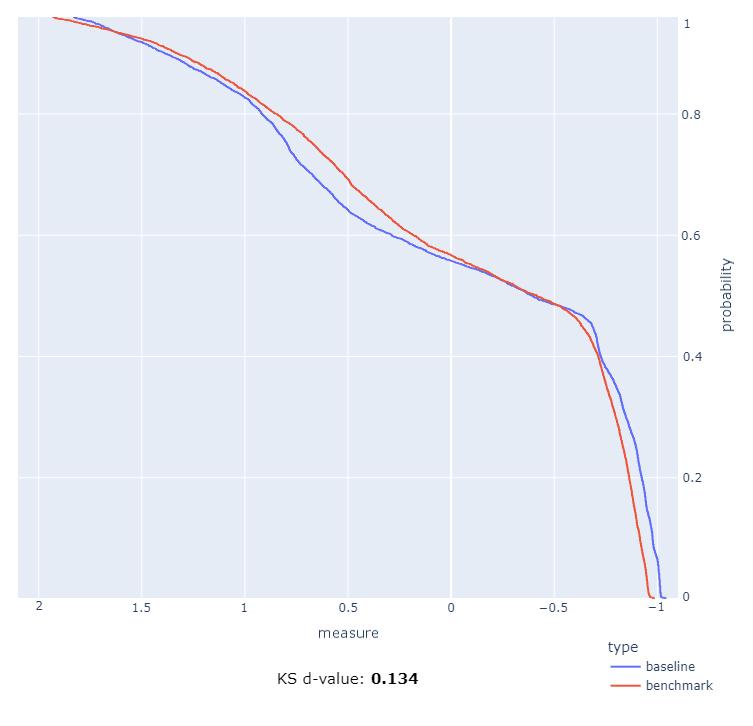 1
0.8
0.6
0.4
0.2
0
probability
2 1.5 1 0.5 0 −0.5 −1
measure
type
baseline
benchmark
KS d-value: 0.134